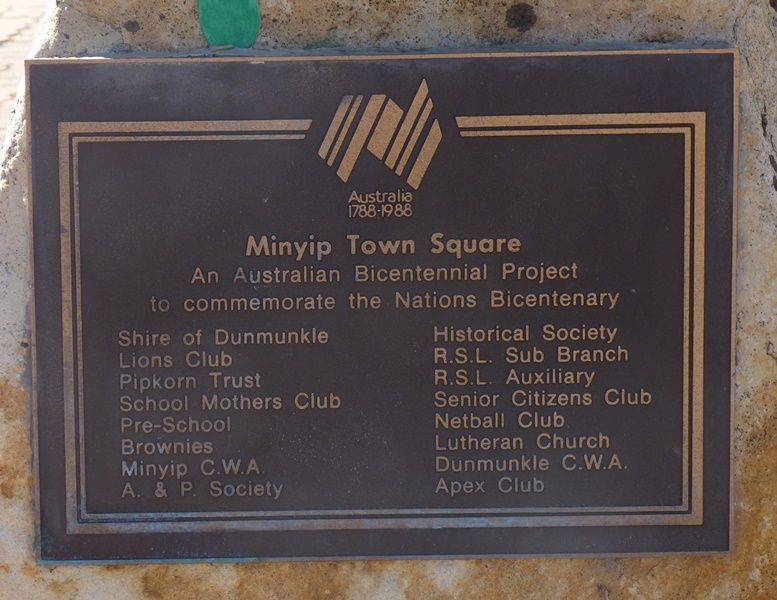 Australia
1788-1988
Minyip Town Square
An Australian Bicentennial Project
to commemorate the Nations Bicentenary
Shire of Dunmunkle
Lions Club
Pipkorn Trust
School Mothers Club
Pre-School
Brownies
Minyip C.W.A.
A. & P. Society
Historical Society
R.S.L. Sub Branch
R.S.L. Auxiliary
Senior Citizens Club
Netball Club
Lutheran Church
Dunmunkle C.W.A.
Apex Club